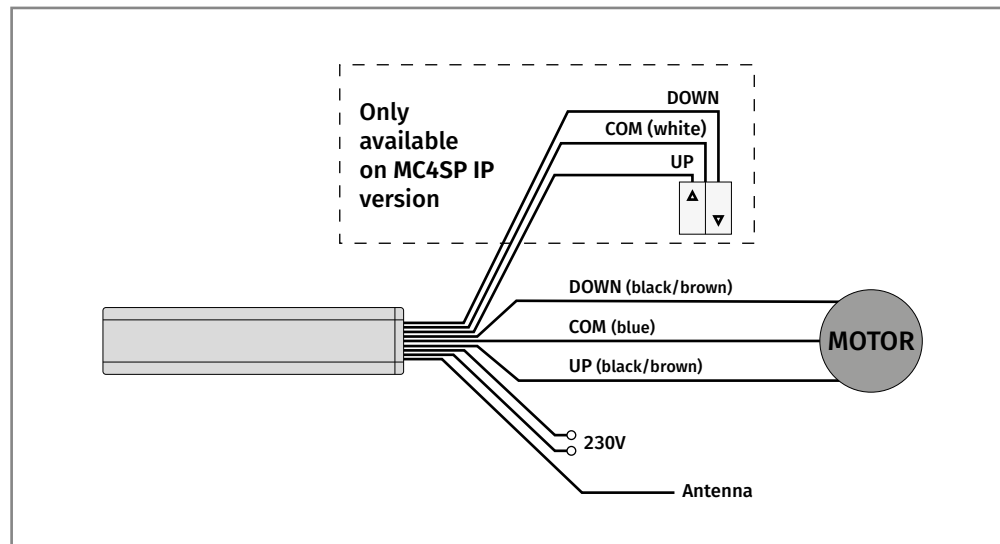 DOWN
Only
available
on MC4SP IP
version
COM (white)
UP
DOWN (black/brown)
COM (blue)
MOTOR
UP (black/brown)
230V
Antenna